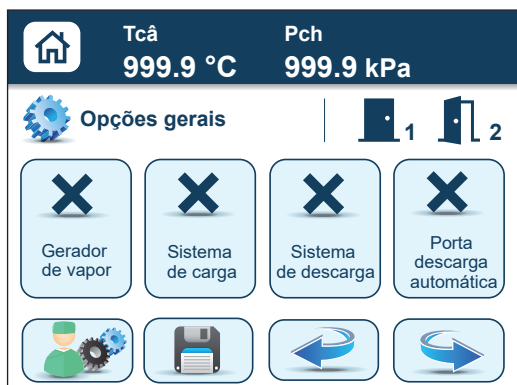 Tcâ Pch
999.9 °C 999.9 kPa
Opções gerais 1 2
Gerador
de vapor
Sistema
de carga
Sistema
de descarga
Porta
descarga
automática